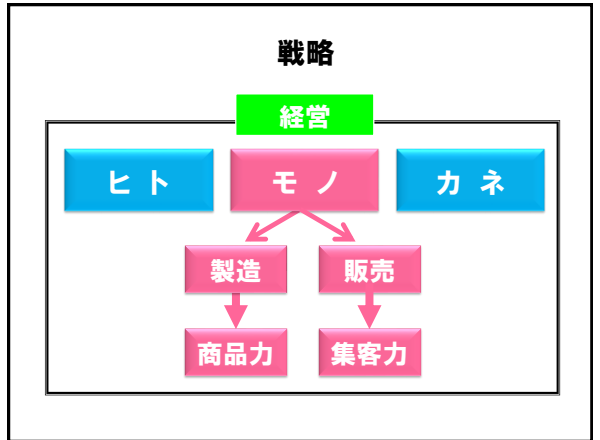 戦略
経営
ヒト モノ カネ
製造 販売
商品力 集客力